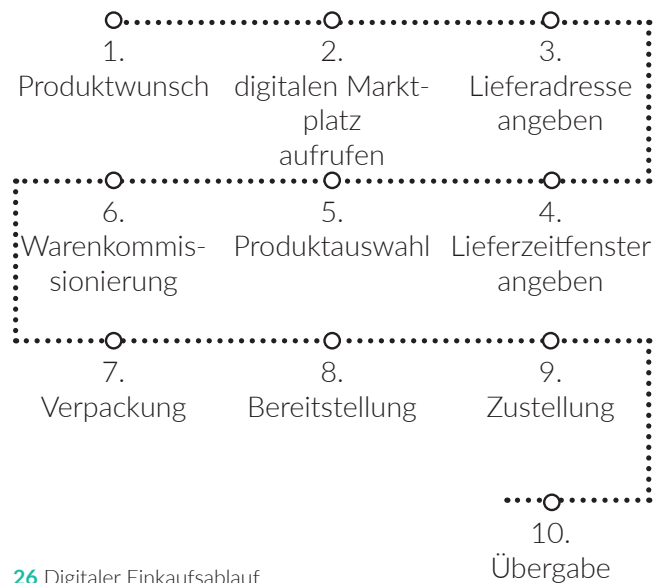 1.
Produktwunsch
2.
digitalen Markt-
platz
aufrufen
3.
Lieferadresse
angeben
4.
Lieferzeitfenster
angeben
5.
Produktauswahl
6.
Warenkommis-
sionierung
7.
Verpackung
8.
Bereitstellung
9.
Zustellung
10.
Übergabe
26 Digitaler Einkaufsablauf